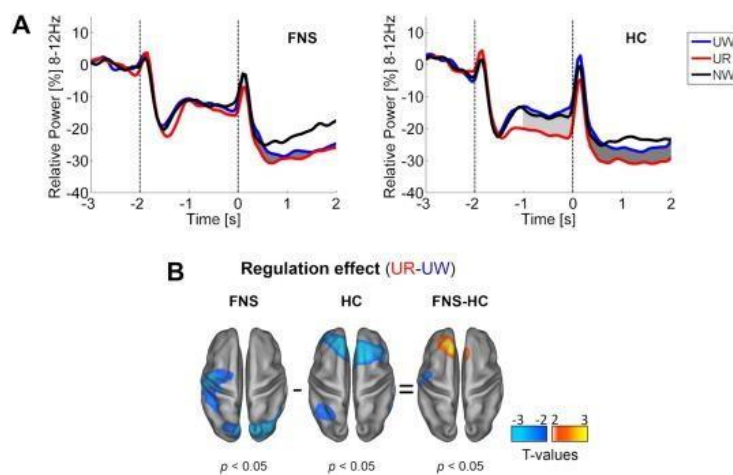 A
FNS
HC
UW
UR
NW
Relative Power [%] 8-12Hz
10
0
-10
-20
-30
-40
-3 -2 -1 0 1 2
Time [s]
Relative Power [%] 8-12Hz
10
0
-10
-20
-30
-40
-3 -2 -1 0 1 2
Time [s]
B
Regulation effect (UR-UW)
FNS HC FNS-HC
- =
-3 -2 2 3
T-values
p < 0.05 p < 0.05 p < 0.05